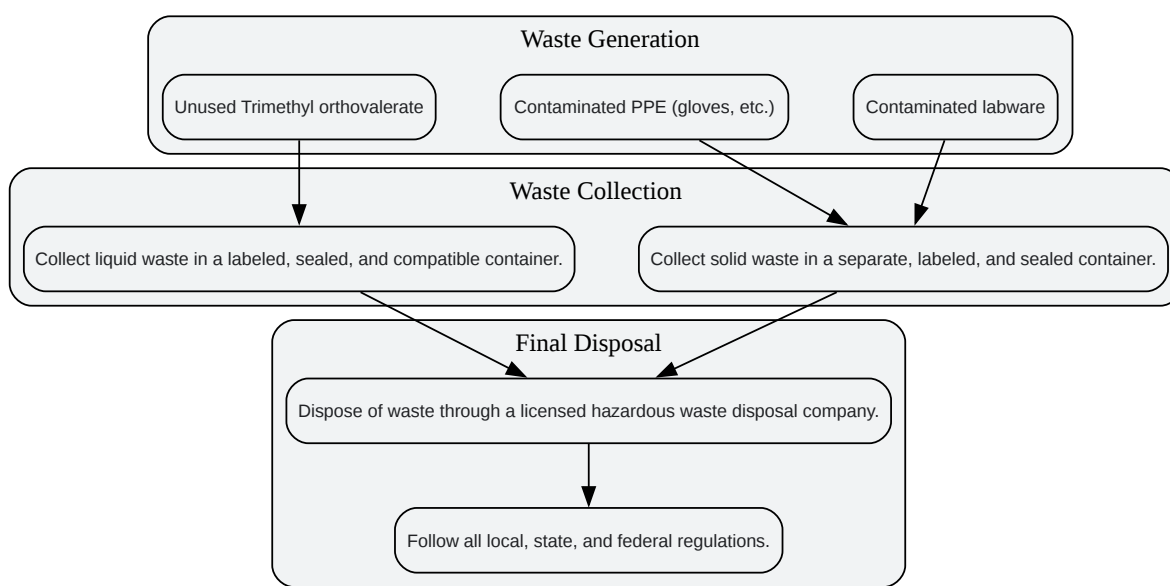 Waste Generation
Unused Trimethyl orthovalerate
Contaminated PPE (gloves, etc.)
Contaminated labware
Waste Collection
Collect liquid waste in a labeled, sealed, and compatible container.
Collect solid waste in a separate, labeled, and sealed container.
Final Disposal
Dispose of waste through a licensed hazardous waste disposal company.
Follow all local, state, and federal regulations.